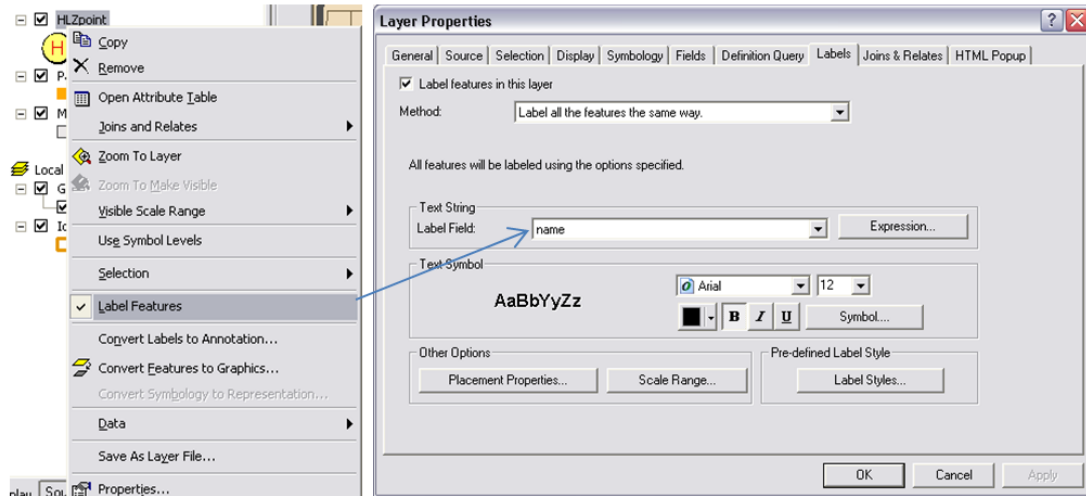 HLZpoint
H
Copy
Remove
P
Open Attribute Table
M
Joins and Relates
Zoom To Layer
Local
Zoom To Make Visible
G
Visible Scale Range
Use Symbol Levels
Selection
Label Features
Convert Labels to Annotation...
Convert Features to Graphics...
Convert Symbology to Representation...
Data
Save As Layer File...
Properties...
Layer Properties
General Source Selection Display Symbology Fields Definition Query Labels Joins & Relates HTML Popup
Label features in this layer
Method: Label all the features the same way.
All features will be labeled using the options specified.
Text String
Label Field: name Expression...
Text Symbol
AaBbYyZz
Arial 12
B I U Symbol...
Other Options Pre-defined Label Style
Placement Properties... Scale Range... Label Styles...
OK Cancel Apply